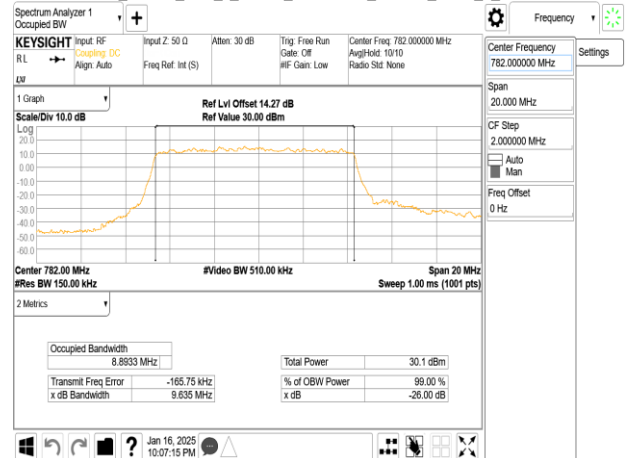 Spectrum Analyzer 1
Occupied BW
+
Frequency
KEYSIGHT
RL
LXI
Input: RF
Coupling: DC
Align: Auto
Input Z: 50 Ω
Freq Ref: Int (S)
Atten: 30 dB
Trig: Free Run
Gate: Off
#IF Gain: Low
Center Freq: 782.000000 MHz
Avg|Hold: 10/10
Radio Std: None
Center Frequency
782.000000 MHz
Settings
Span
20.000 MHz
CF Step
2.000000 MHz
Auto
Man
Freq Offset
0 Hz
1 Graph
Ref Lvl Offset 14.27 dB
Scale/Div 10.0 dB
Ref Value 30.00 dBm
Log
20.0
10.0
0.00
-10.0
-20.0
-30.0
-40.0
-50.0
-60.0
Center 782.00 MHz
#Video BW 510.00 kHz
Span 20 MHz
#Res BW 150.00 kHz
Sweep 1.00 ms (1001 pts)
2 Metrics
Occupied Bandwidth
8.8933 MHz
Total Power 30.1 dBm
Transmit Freq Error -165.75 kHz
% of OBW Power 99.00 %
x dB Bandwidth 9.635 MHz
x dB -26.00 dB
?
Jan 16, 2025
10:07:15 PM